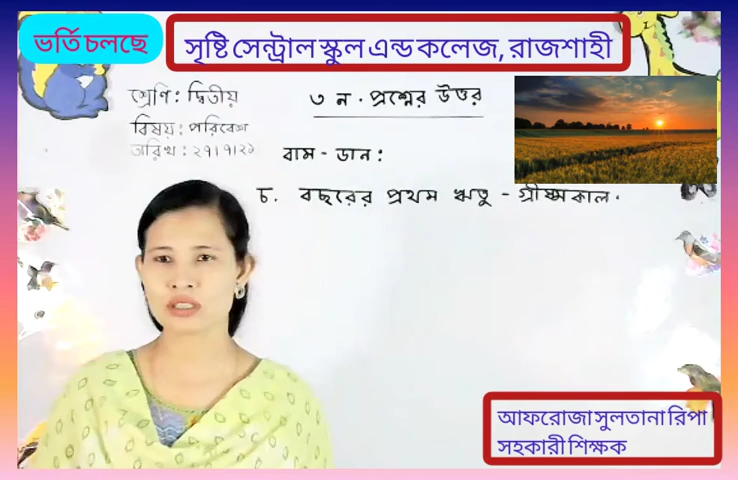 ভর্তি চলছে
সৃষ্টি সেন্ট্রাল স্কুল এন্ড কলেজ, রাজশাহী
শ্রেণি : দ্বিতীয়
৩ ন . প্রশ্নের উত্তর
বিষয় : পরিবেশ
তারিখ : ২৭।৭।২১
বাম - ডান :
চ. বছরের প্রথম ঋতু - গ্রীষ্মকাল .
আফরোজা সুলতানা রিপা
সহকারী শিক্ষক